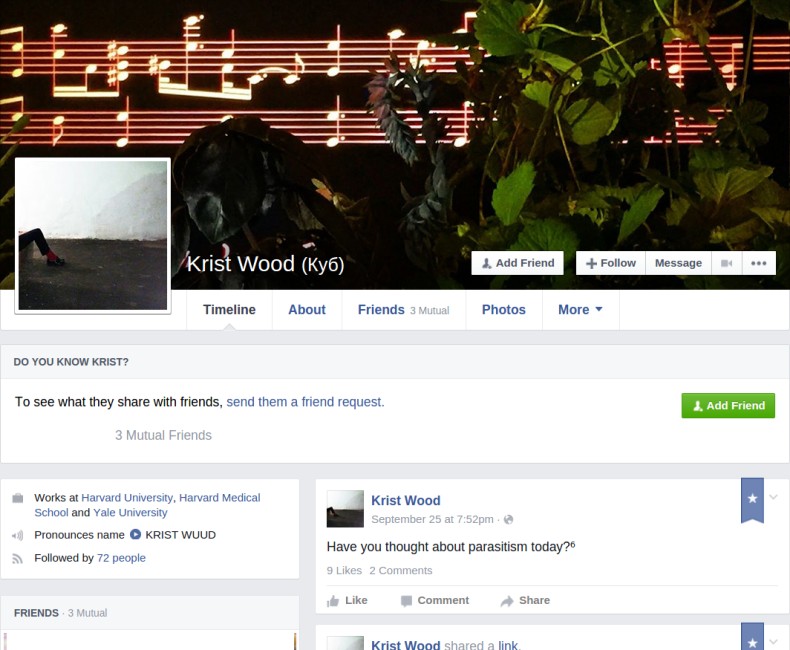 Krist Wood (Куб)
Add Friend
Follow
Message
Timeline
About
Friends 3 Mutual
Photos
More
DO YOU KNOW KRIST?
To see what they share with friends, send them a friend request.
Add Friend
3 Mutual Friends
Works at Harvard University, Harvard Medical
School and Yale University
Pronounces name KRIST WUUD
Followed by 72 people
FRIENDS · 3 Mutual
Krist Wood
September 25 at 7:52pm ·
Have you thought about parasitism today?⁶
9 Likes 2 Comments
Like Comment Share
Krist Wood shared a link.